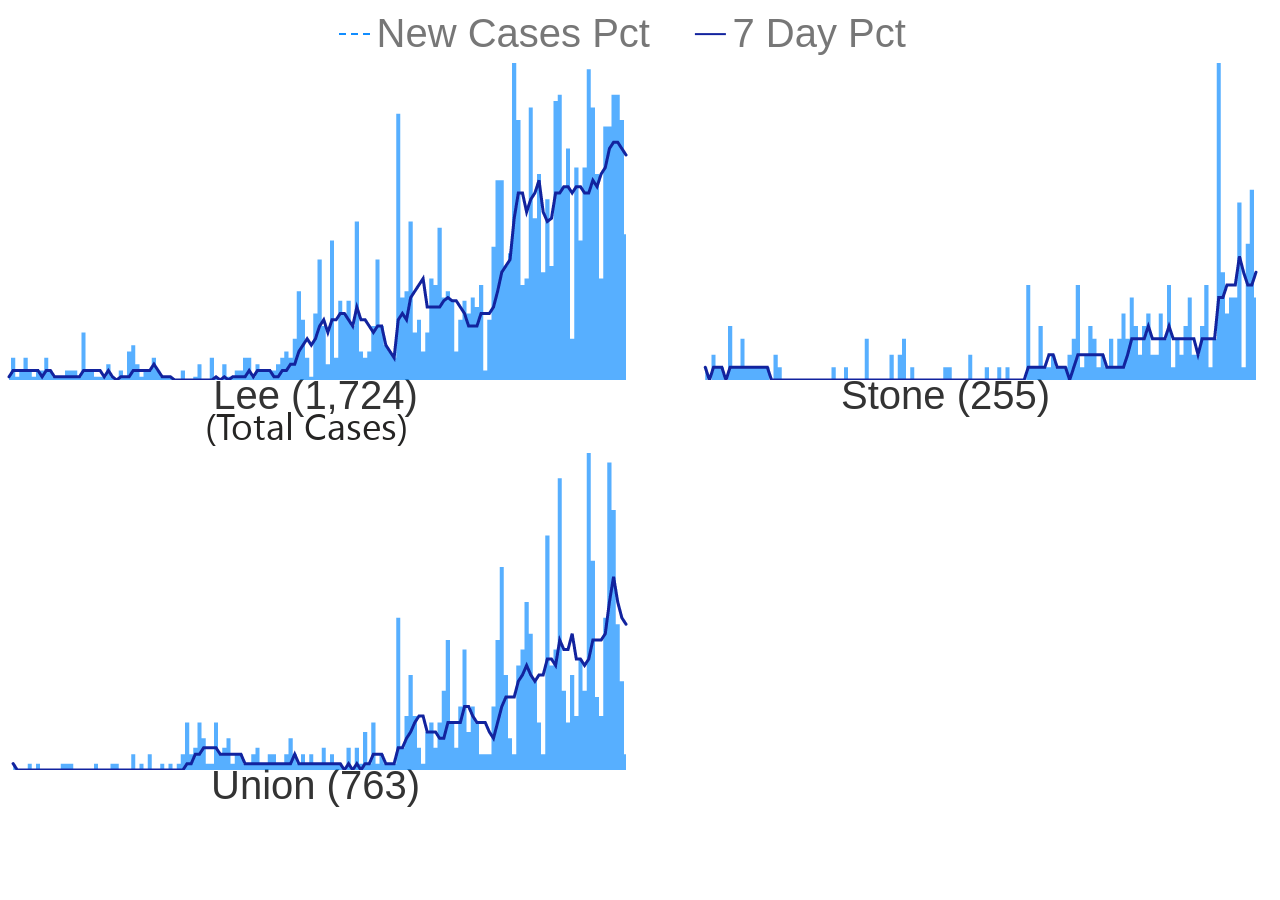 New Cases Pct 7 Day Pct
Lee (1,724)
(Total Cases)
Stone (255)
Union (763)